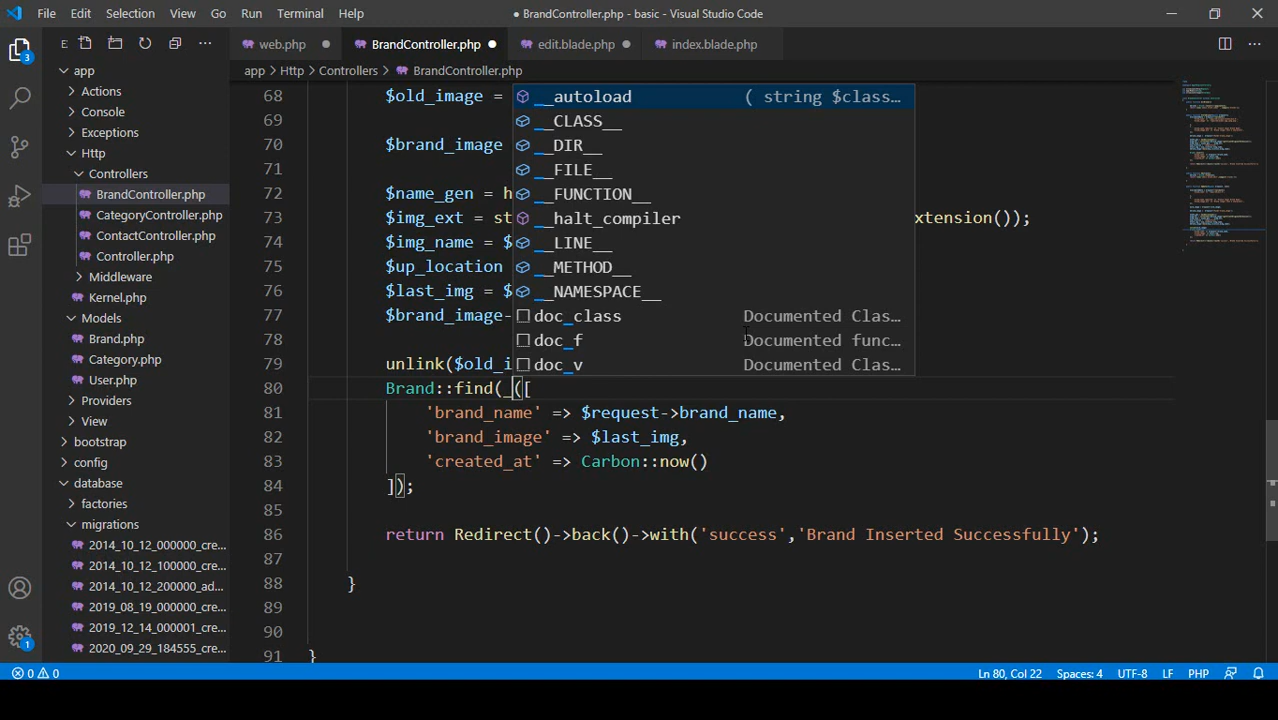 File Edit Selection View Go Run Terminal Help ● BrandController.php - basic - Visual Studio Code
E web.php BrandController.php edit.blade.php index.blade.php
app > Http > Controllers > BrandController.php
3
app
Actions
Console
Exceptions
Http
Controllers
BrandController.php
CategoryController.php
ContactController.php
Controller.php
Middleware
Kernel.php
Models
Brand.php
Category.php
User.php
Providers
View
bootstrap
config
database
factories
migrations
2014_10_12_000000_cre...
2014_10_12_100000_cre...
2014_10_12_200000_ad...
2019_08_19_000000_cre...
2019_12_14_000001_cre...
2020_09_29_184555_cre...
1
68 $old_image =
69
70 $brand_image
71
72 $name_gen = h
73 $img_ext = st xtension());
74 $img_name = $
75 $up_location
76 $last_img = $
77 $brand_image-
78
79 unlink($old_i
80 Brand::find(_([
81 'brand_name' => $request->brand_name,
82 'brand_image' => $last_img,
83 'created_at' => Carbon::now()
84 ]);
85
86 return Redirect()->back()->with('success','Brand Inserted Successfully');
87
88 }
89
90
91 }
__autoload ( string $class…
__CLASS__
__DIR__
__FILE__
__FUNCTION__
__halt_compiler
__LINE__
__METHOD__
__NAMESPACE__
doc_class Documented Clas…
doc_f Documented func…
doc_v Documented Clas…
0 0 Ln 80, Col 22 Spaces: 4 UTF-8 LF PHP